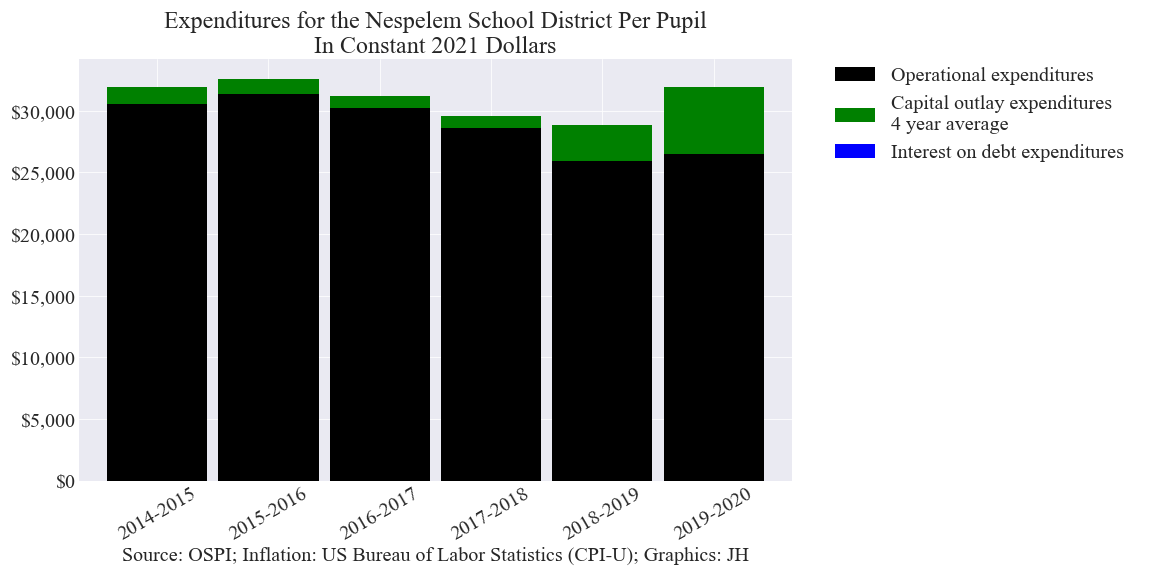 Expenditures for the Nespelem School District Per Pupil
In Constant 2021 Dollars
Operational expenditures
Capital outlay expenditures
4 year average
Interest on debt expenditures
$30,000
$25,000
$20,000
$15,000
$10,000
$5,000
$0
2014-2015
2015-2016
2016-2017
2017-2018
2018-2019
2019-2020
Source: OSPI; Inflation: US Bureau of Labor Statistics (CPI-U); Graphics: JH